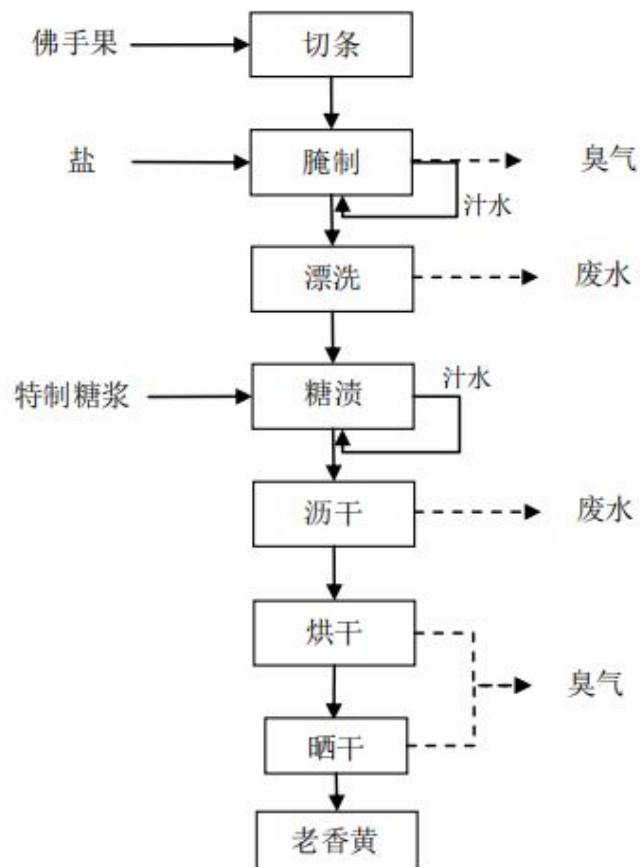 佛手果
切条
盐
腌制
臭气
汁水
漂洗
废水
特制糖浆
糖渍
汁水
沥干
废水
烘干
臭气
晒干
老香黄